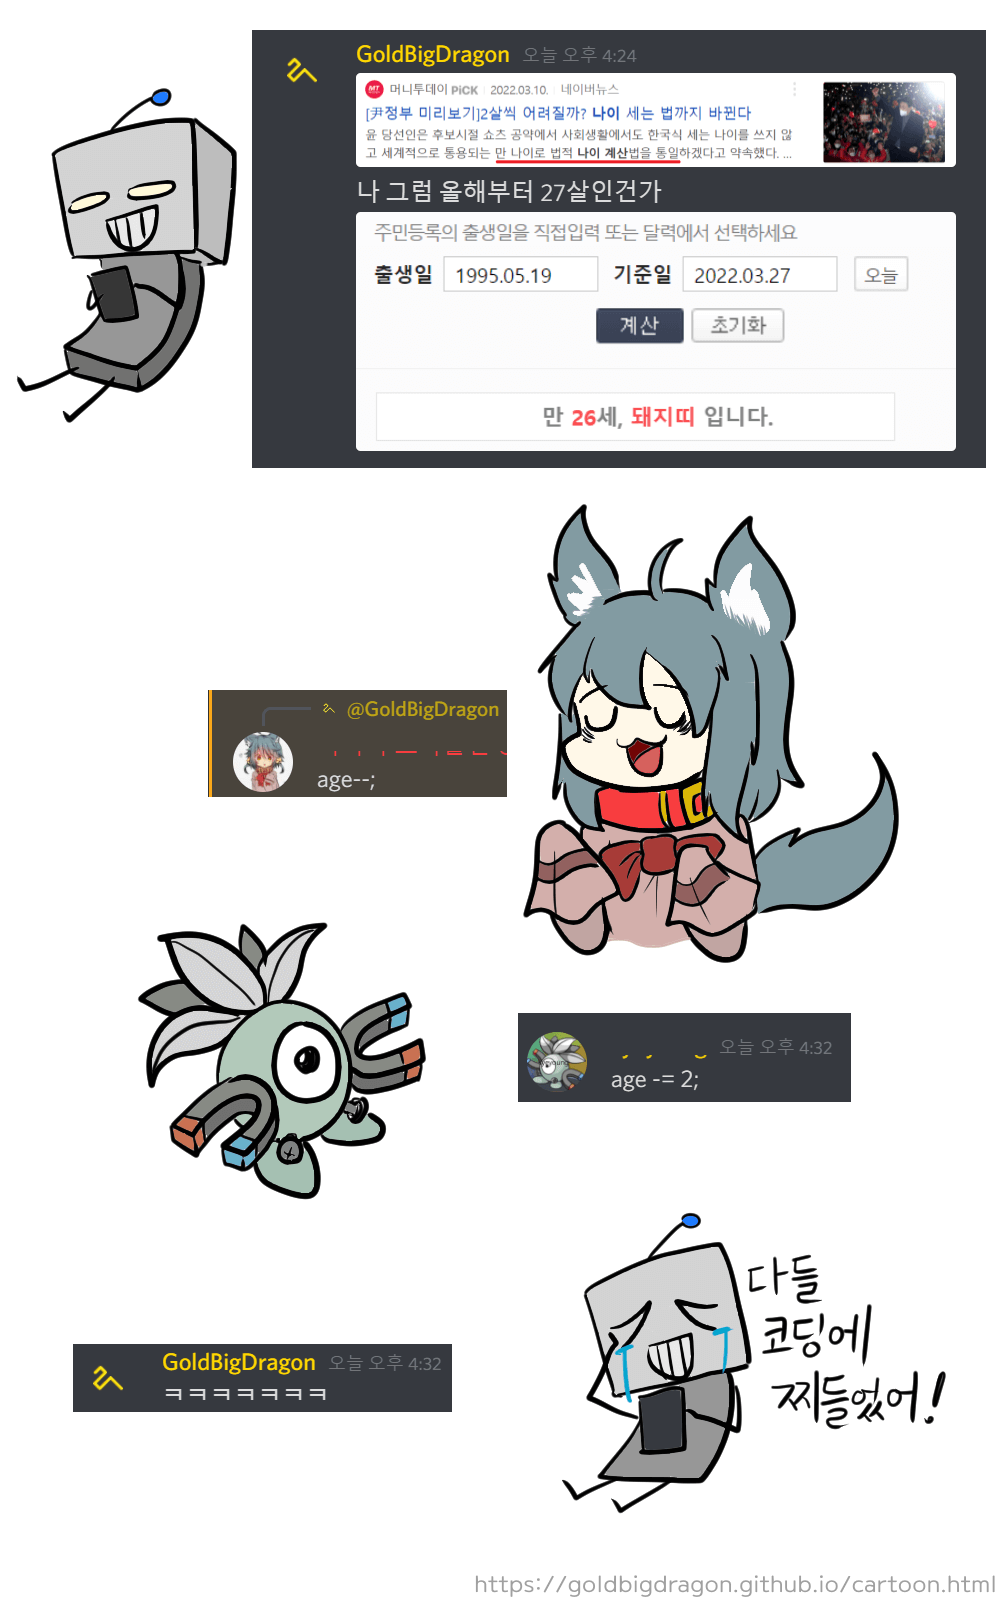 GoldBigDragon 오늘 오후 4:24
MT 머니투데이 PiCK 2022.03.10. 네이버뉴스
[尹정부 미리보기]2살씩 어려질까? 나이 세는 법까지 바뀐다
윤 당선인은 후보시절 쇼츠 공약에서 사회생활에서도 한국식 세는 나이를 쓰지 않
고 세계적으로 통용되는 만 나이로 법적 나이 계산법을 통일하겠다고 약속했다. ...
나 그럼 올해부터 27살인건가
주민등록의 출생일을 직접입력 또는 달력에서 선택하세요
출생일 1995.05.19 기준일 2022.03.27 오늘
계산 초기화
만 26세, 돼지띠 입니다.
@GoldBigDragon
age--;
오늘 오후 4:32
age -= 2;
GoldBigDragon 오늘 오후 4:32
ㅋㅋㅋㅋㅋㅋㅋ
다들
코딩에
찌들었어!
https://goldbigdragon.github.io/cartoon.html